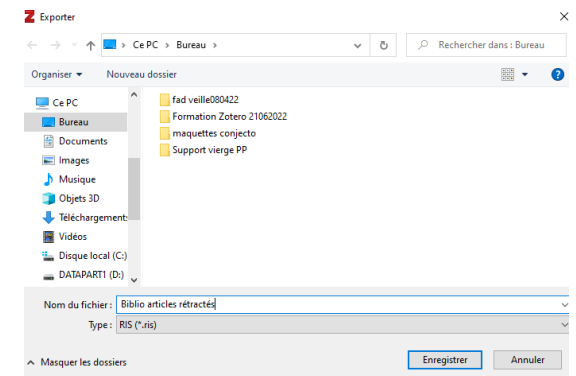 Z Exporter
Ce PC > Bureau >
Rechercher dans : Bureau
Organiser
Nouveau dossier
?
Ce PC
Bureau
Documents
Images
Musique
Objets 3D
Téléchargement
Vidéos
Disque local (C:)
DATAPART1 (D:)
fad veille080422
Formation Zotero 21062022
maquettes conjecto
Support vierge PP
Nom du fichier : Biblio articles rétractés
Type : RIS (*.ris)
Masquer les dossiers
Enregistrer
Annuler